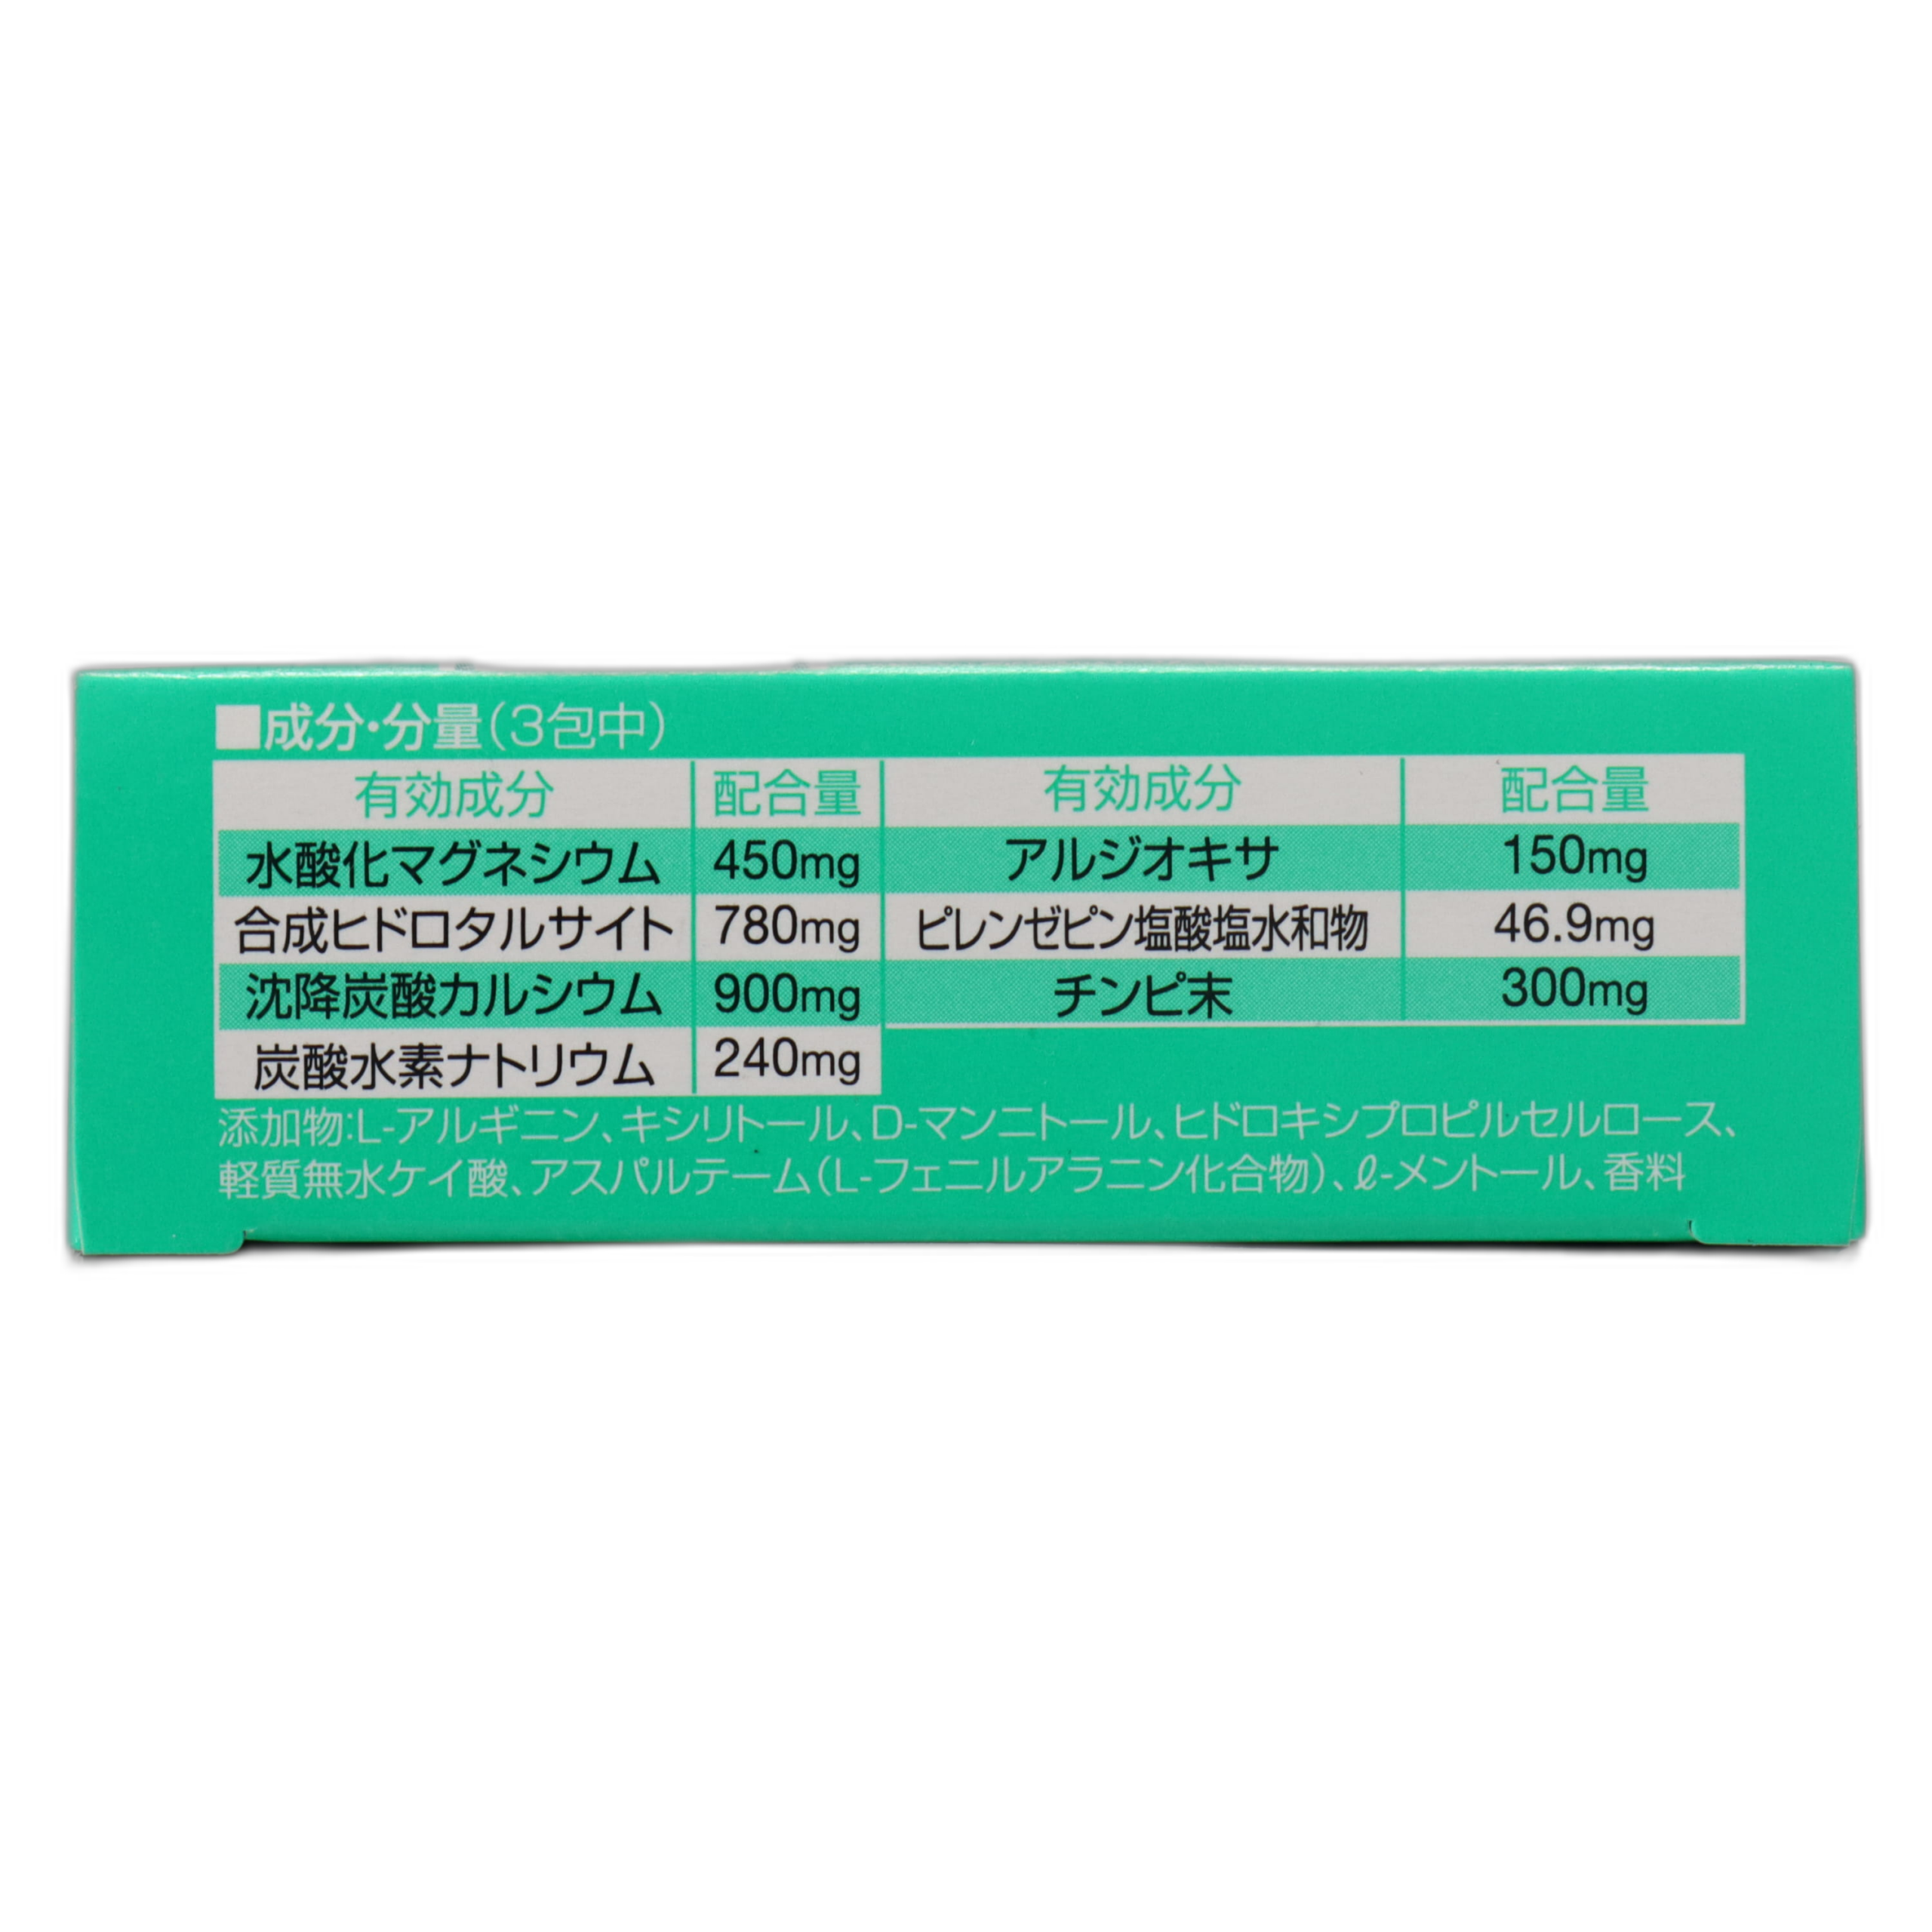 ■成分・分量(3包中)
有効成分 配合量 有効成分 配合量
水酸化マグネシウム 450mg アルジオキサ 150mg
合成ヒドロタルサイト 780mg ピレンゼピン塩酸塩水和物 46.9mg
沈降炭酸カルシウム 900mg チンピ末 300mg
炭酸水素ナトリウム 240mg
添加物:L-アルギニン、キシリトール、D-マンニトール、ヒドロキシプロピルセルロース、
軽質無水ケイ酸、アスパルテーム(L-フェニルアラニン化合物)、ℓ-メントール、香料